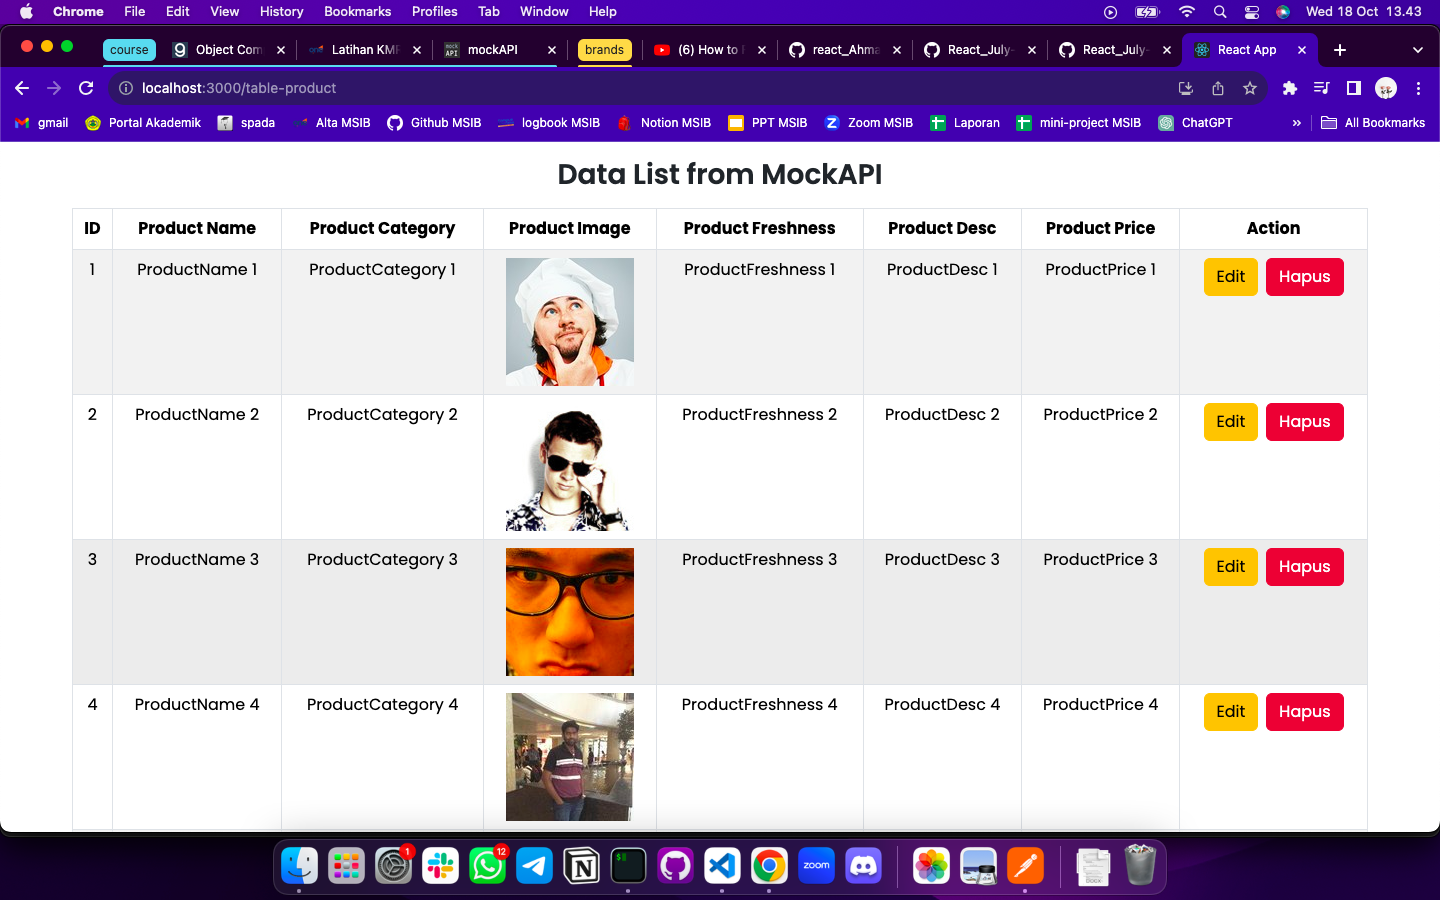 Chrome File Edit View History Bookmarks Profiles Tab Window Help Wed 18 Oct 13.43
course Object Com Latihan KMP mockAPI brands (6) How to react_Ahma React_July- React_July- React App
localhost:3000/table-product
gmail Portal Akademik spada Alta MSIB Github MSIB logbook MSIB Notion MSIB PPT MSIB Zoom MSIB Laporan mini-project MSIB ChatGPT » All Bookmarks
Data List from MockAPI
ID Product Name Product Category Product Image Product Freshness Product Desc Product Price Action
1 ProductName 1 ProductCategory 1 ProductFreshness 1 ProductDesc 1 ProductPrice 1 Edit Hapus
2 ProductName 2 ProductCategory 2 ProductFreshness 2 ProductDesc 2 ProductPrice 2 Edit Hapus
3 ProductName 3 ProductCategory 3 ProductFreshness 3 ProductDesc 3 ProductPrice 3 Edit Hapus
4 ProductName 4 ProductCategory 4 ProductFreshness 4 ProductDesc 4 ProductPrice 4 Edit Hapus
1 12 zoom DOCX